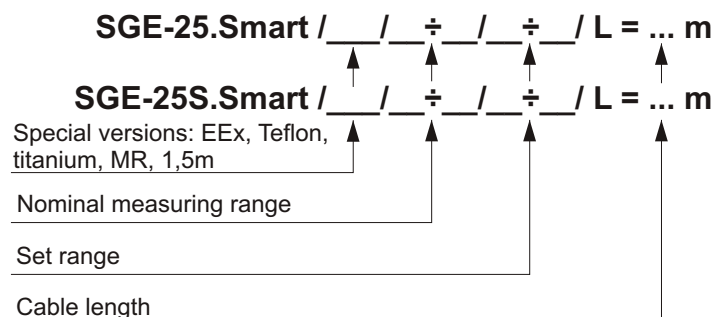 SGE-25.Smart /___/__÷__/__÷__/ L = ... m
SGE-25S.Smart /___/__÷__/__÷__/ L = ... m
Special versions: EEx, Teflon,
titanium, MR, 1,5m
Nominal measuring range
Set range
Cable length